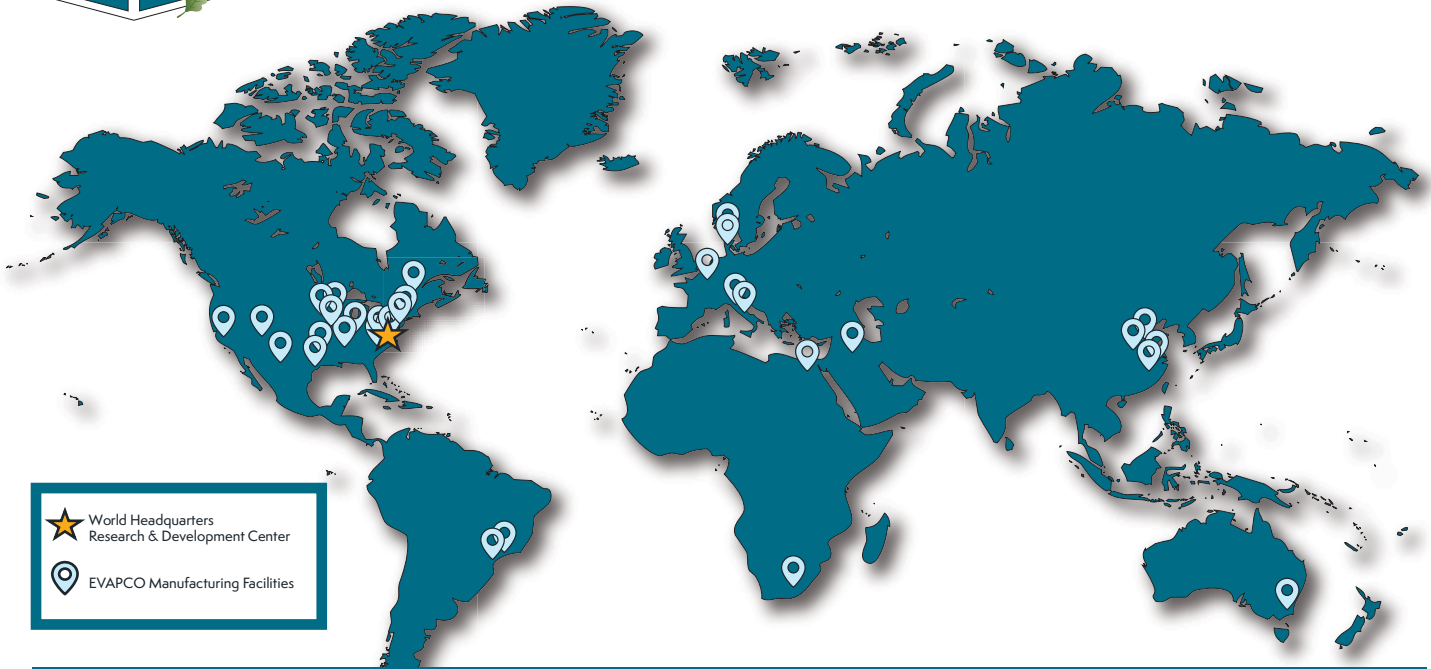 World Headquarters
Research & Development Center
EVAPCO Manufacturing Facilities